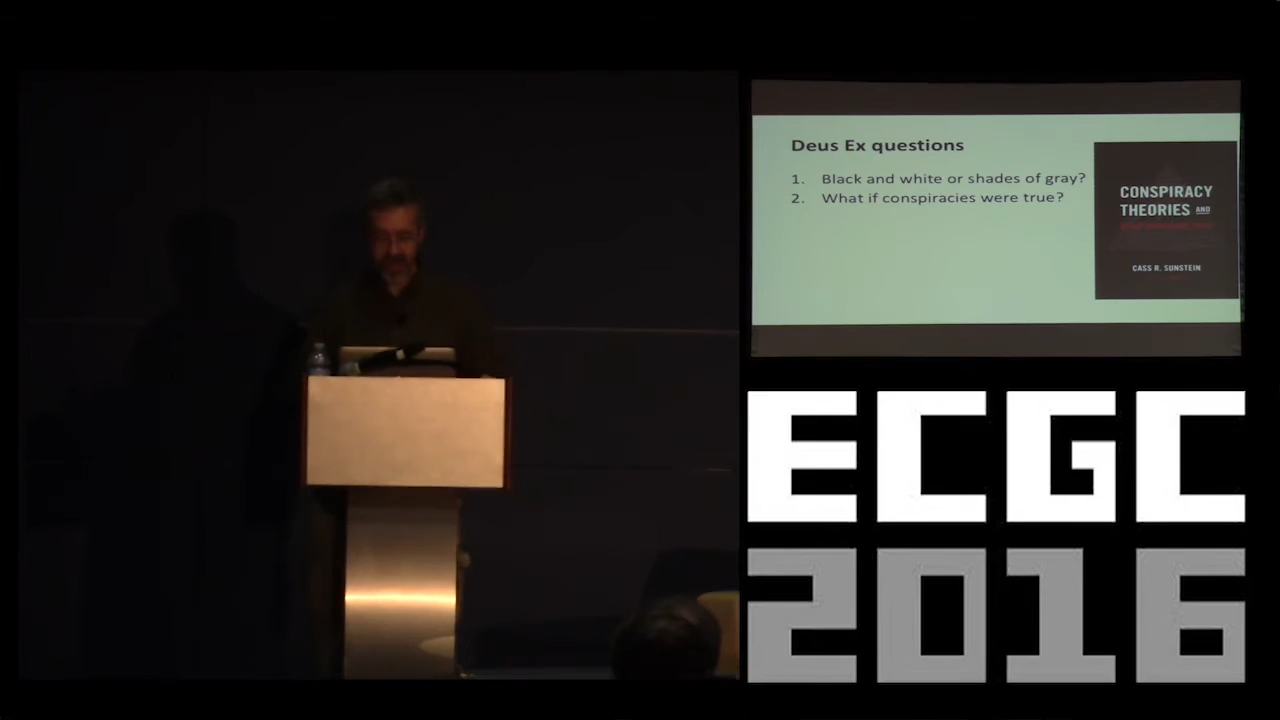 Deus Ex questions
1. Black and white or shades of gray?
2. What if conspiracies were true?
CONSPIRACY
THEORIES AND
CASS R. SUNSTEIN
ECGC
2016